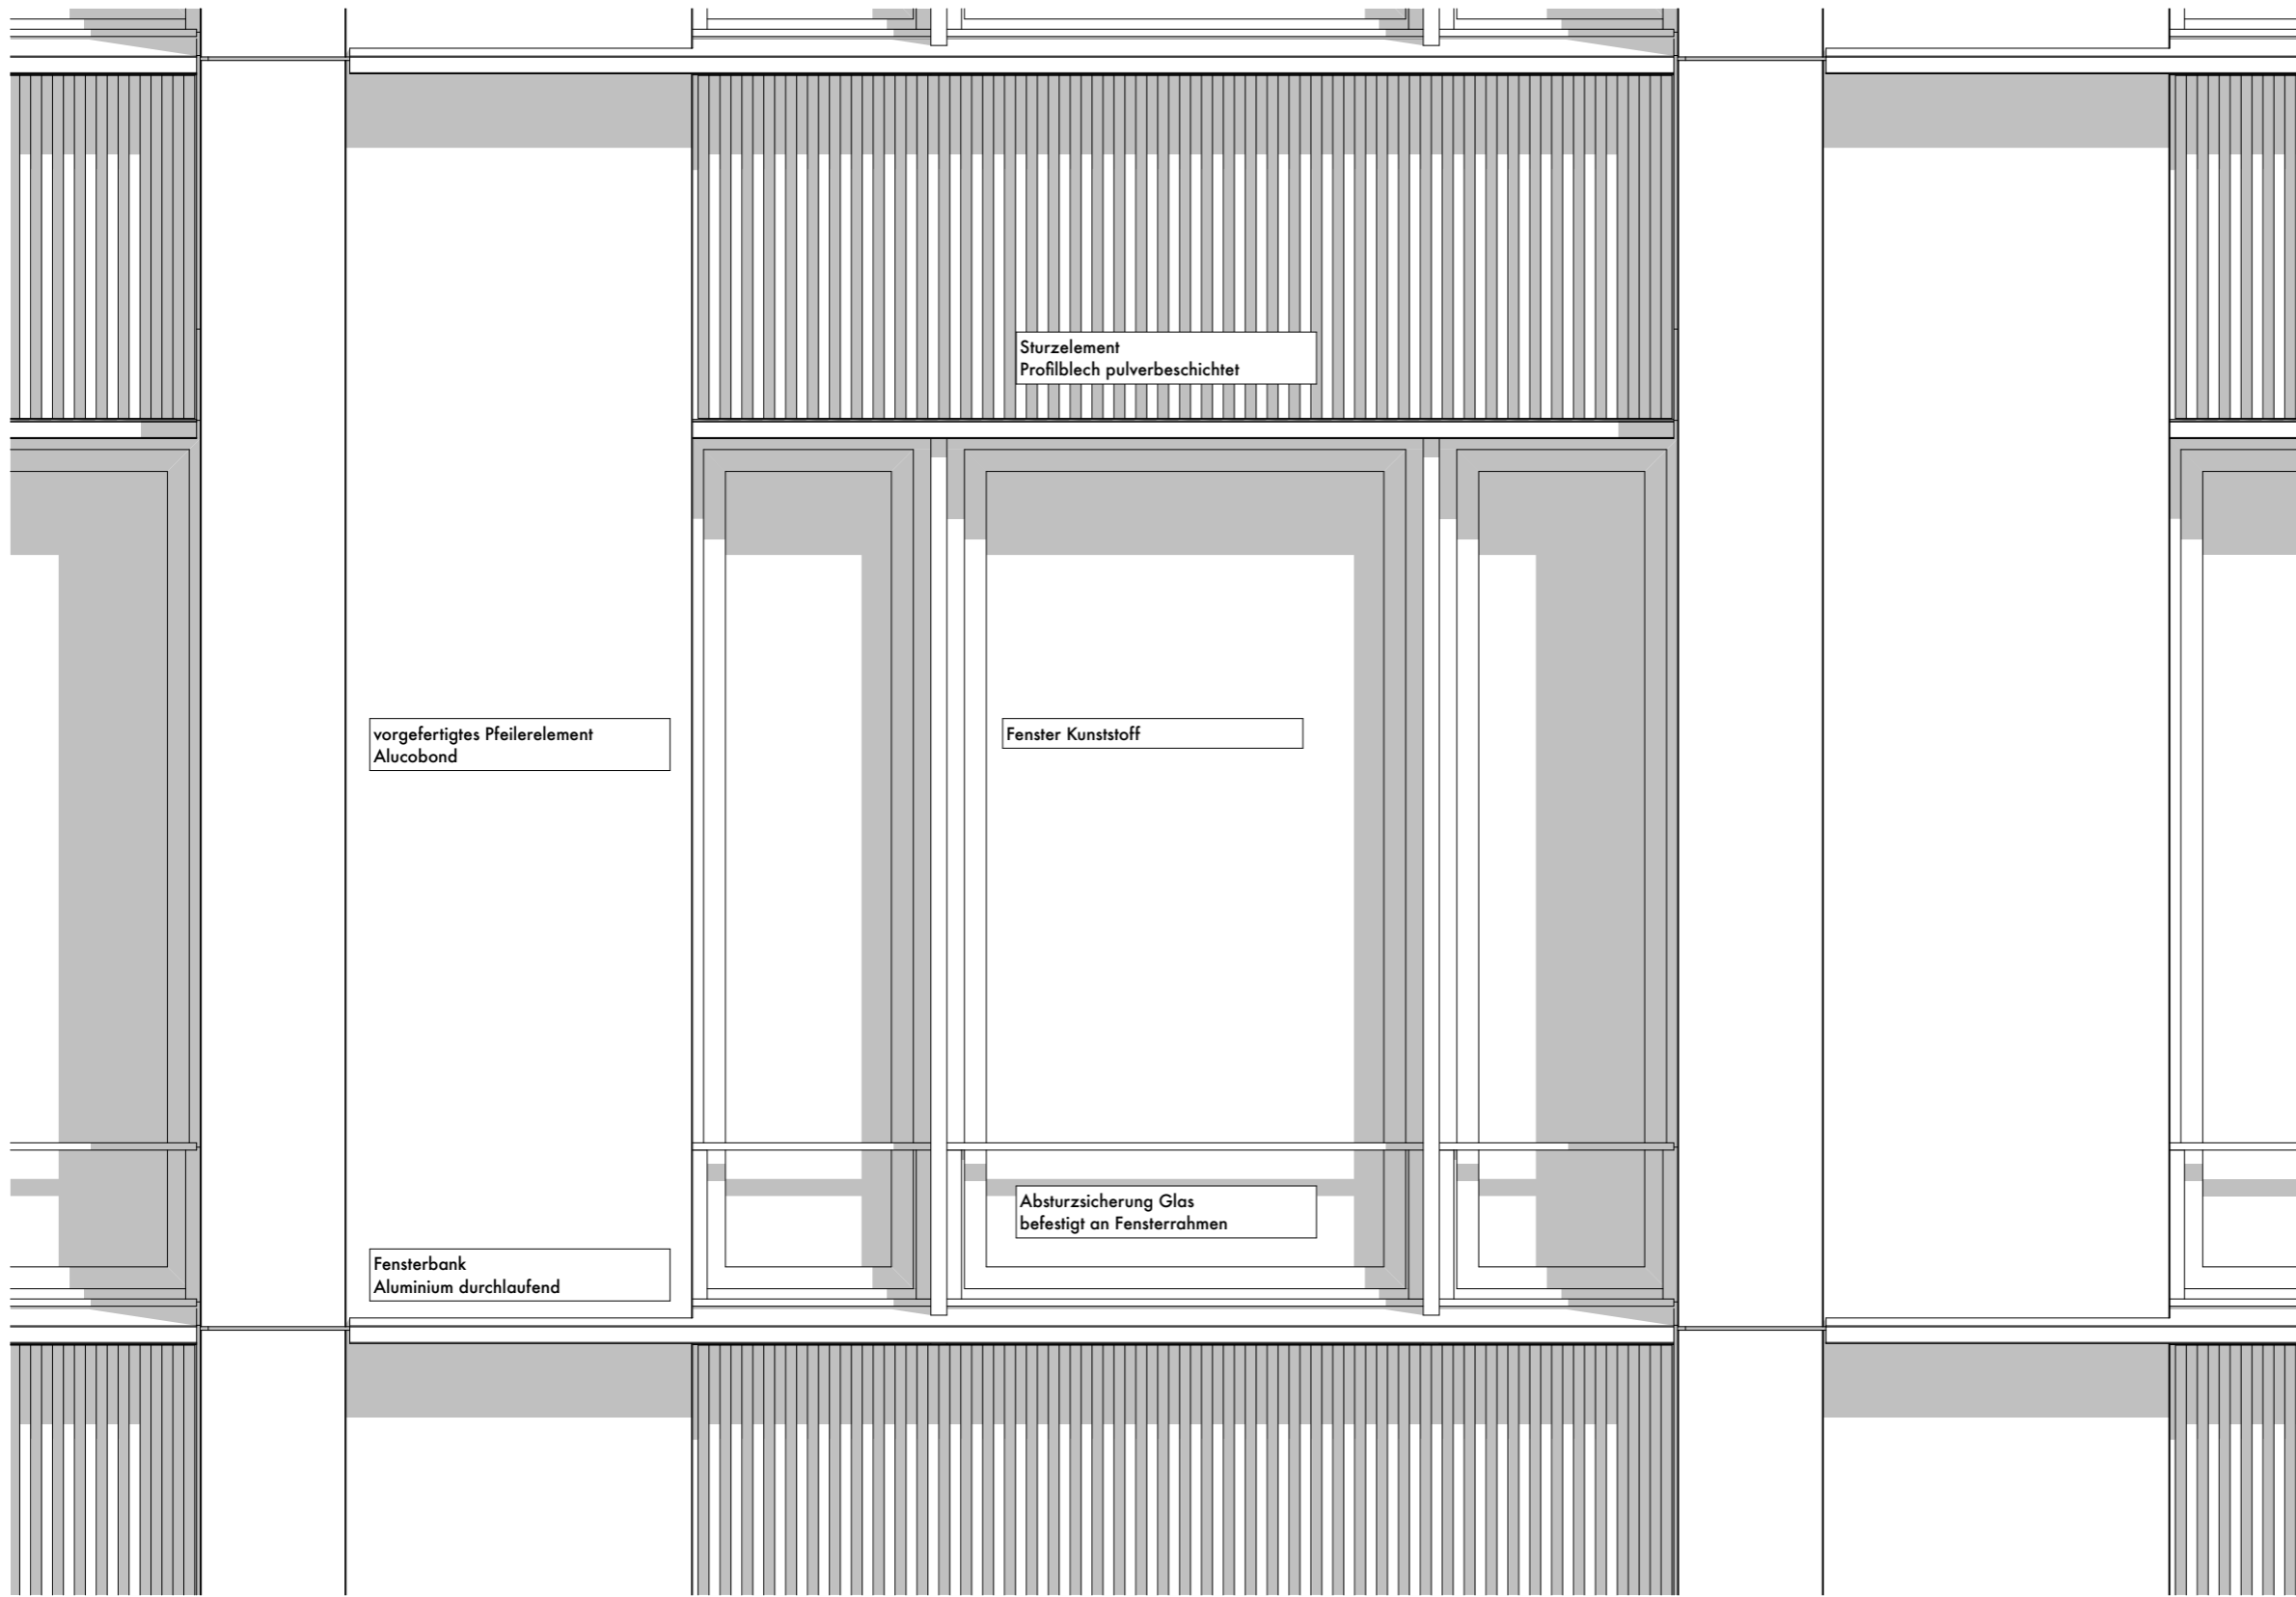 Sturzelement
Profilblech pulverbeschichtet
vorgefertigtes Pfeilerelement
Alucobond
Fenster Kunststoff
Absturzsicherung Glas
befestigt an Fensterrahmen
Fensterbank
Aluminium durchlaufend